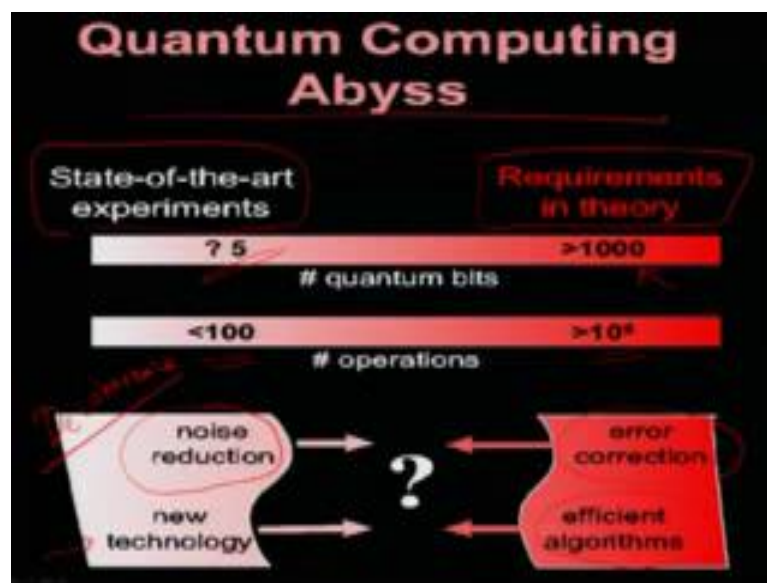 Quantum Computing
Abyss
State-of-the-art
experiments
Requirements
in theory
? 5
>1000
# quantum bits
<100
# operations
noise
reduction
error
correction
?
new
technology
efficient
algorithms